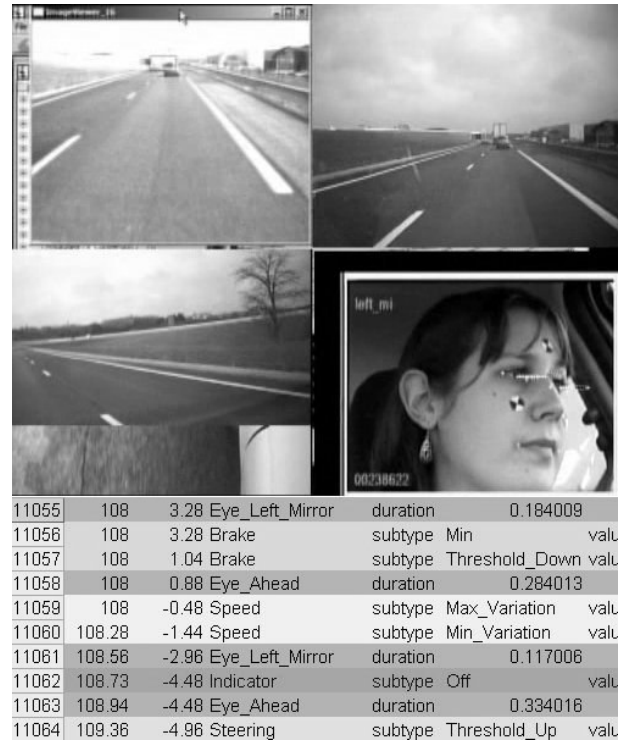 ImageViewer_16
File
left_mi
00238622
11055 108 3.28 Eye_Left_Mirror duration 0.184009
11056 108 3.28 Brake subtype Min valu
11057 108 1.04 Brake subtype Threshold_Down valu
11058 108 0.88 Eye_Ahead duration 0.284013
11059 108 -0.48 Speed subtype Max_Variation valu
11060 108.28 -1.44 Speed subtype Min_Variation valu
11061 108.56 -2.96 Eye_Left_Mirror duration 0.117006
11062 108.73 -4.48 Indicator subtype Off valu
11063 108.94 -4.48 Eye_Ahead duration 0.334016
11064 109.36 -4.96 Steering subtype Threshold_Up valu